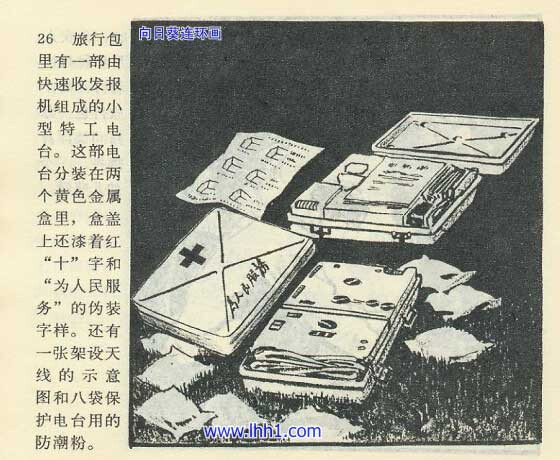 26 旅行包
里有一部由
快速收发报
机组成的小
型特工电
台。这部电
台分装在两
个黄色金属
盒里，盒盖
上还漆着红
“十”字和
“为人民服
务”的伪装
字样。还有
一张架设天
线的示意
图和八袋保
护电台用的
防潮粉。
向日葵连环画
为人民服务
www.lhh1.com